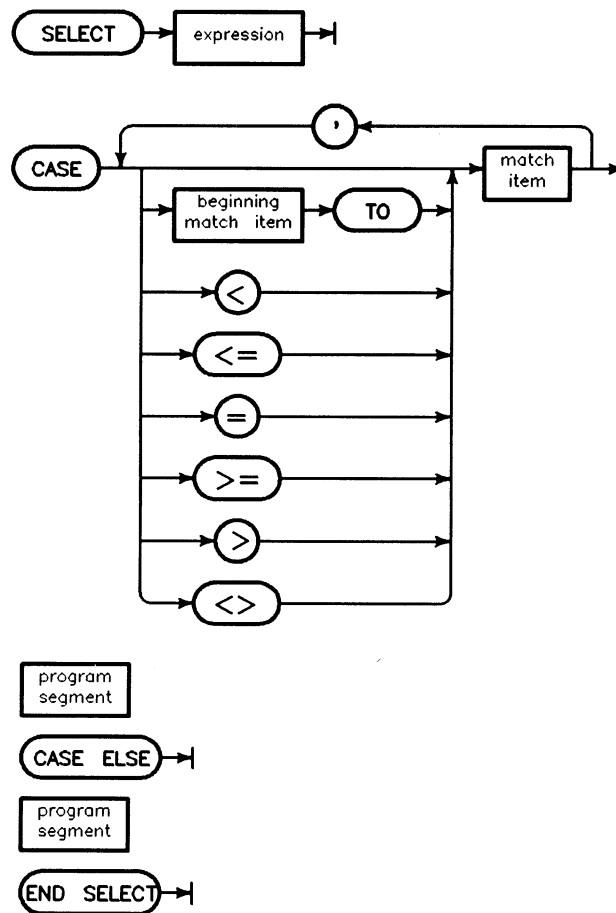 SELECT expression
,
CASE match item
beginning match item TO
<
<=
=
>=
>
<>
program segment
CASE ELSE
program segment
END SELECT